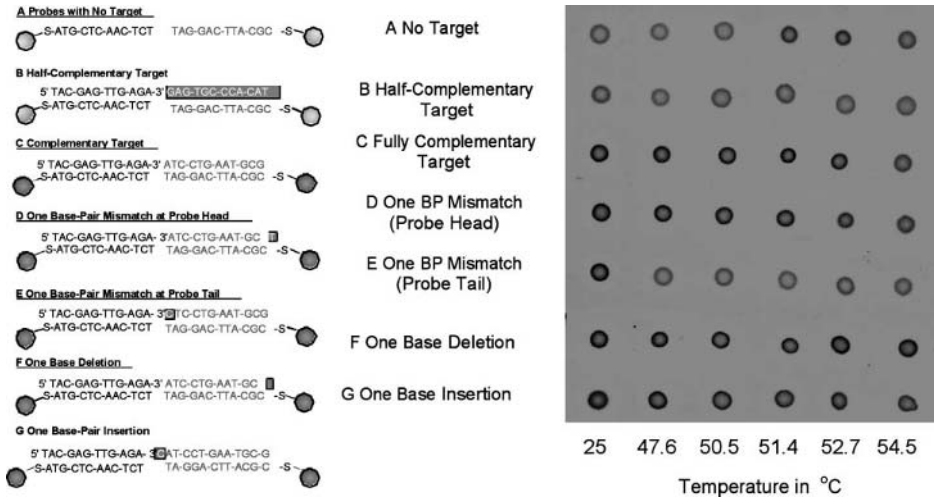 A Probes with No Target
S-ATG-CTC-AAC-TCT TAG-GAC-TTA-CGC -S
B Half-Complementary Target
5' TAC-GAG-TTG-AGA-3' GAG-TGC-CCA-CAT
S-ATG-CTC-AAC-TCT TAG-GAC-TTA-CGC -S
C Complementary Target
5' TAC-GAG-TTG-AGA-3' ATC-CTG-AAT-GCG
S-ATG-CTC-AAC-TCT TAG-GAC-TTA-CGC -S
D One Base-Pair Mismatch at Probe Head
5' TAC-GAG-TTG-AGA- 3'ATC-CTG-AAT-GC
S-ATG-CTC-AAC-TCT TAG-GAC-TTA-CGC -S
E One Base-Pair Mismatch at Probe Tail
5' TAC-GAG-TTG-AGA- 3' TC-CTG-AAT-GCG
S-ATG-CTC-AAC-TCT TAG-GAC-TTA-CGC -S
F One Base Deletion
5' TAC-GAG-TTG-AGA-3' ATC-CTG-AAT-GC
S-ATG-CTC-AAC-TCT TAG-GAC-TTA-CGC -S
G One Base-Pair Insertion
5' TAC-GAG-TTG-AGA- 3' C AT-CCT-GAA-TGC-G
S-ATG-CTC-AAC-TCT TA-GGA-CTT-ACG-C -S
A No Target
B Half-Complementary
Target
C Fully Complementary
Target
D One BP Mismatch
(Probe Head)
E One BP Mismatch
(Probe Tail)
F One Base Deletion
G One Base Insertion
25 47.6 50.5 51.4 52.7 54.5
Temperature in °C